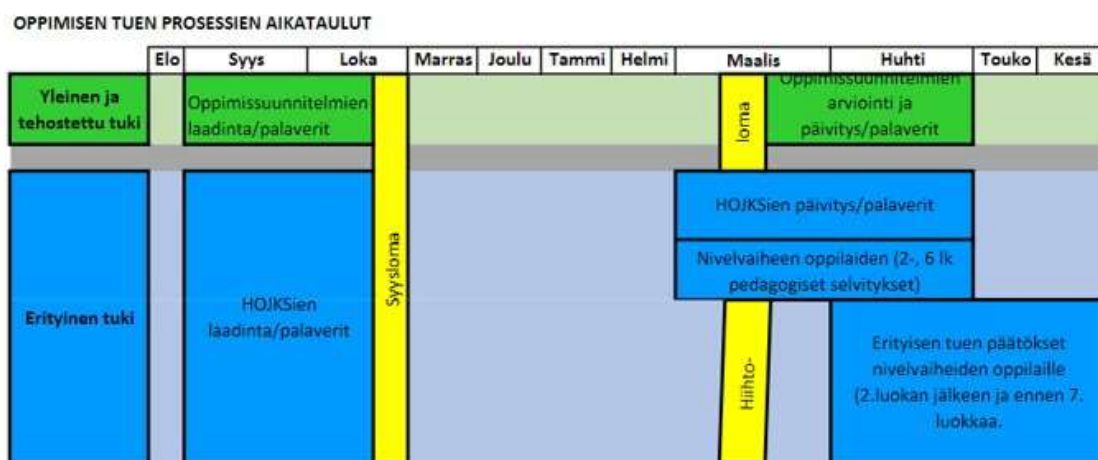 OPPIMISEN TUEN PROSESSIEN AIKATAULUT
Elo Syys Loka Marras Joulu Tammi Helmi Maalis Huhti Touko Kesä
Yleinen ja
tehostettu tuki
Oppimissuunnitelmien
laadinta/palaverit
loma
Oppimissuunnitelmien
arviointi ja
päivitys/palaverit
Erityinen tuki
HOJKSien
laadinta/palaverit
Syysloma
HOJKSien päivitys/palaverit
Nivelvaiheen oppilaiden (2-, 6 lk
pedagogiset selvitykset)
Hiihto-
Erityisen tuen päätökset
nivelvaiheiden oppilaille
(2.luokan jälkeen ja ennen 7.
luokkaa.